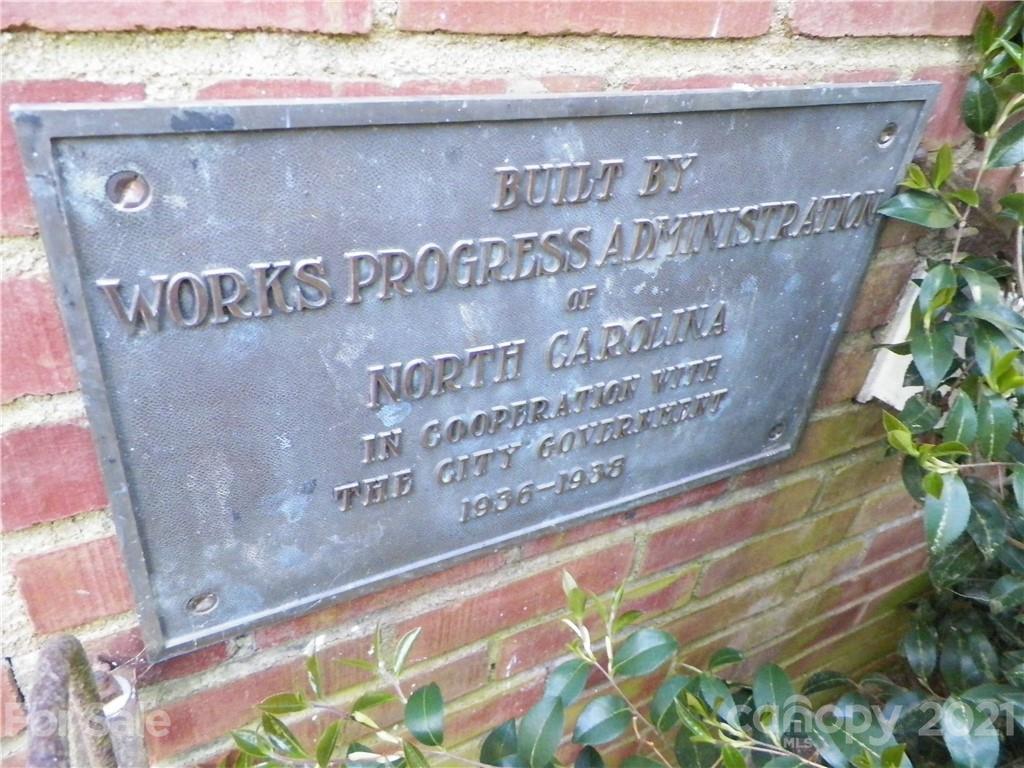 BUILT BY
WORKS PROGRESS ADMINISTRATION
OF
NORTH CAROLINA
IN COOPERATION WITH
THE CITY GOVERNMENT
1936-1938
For Sale
canopy MLS 2021